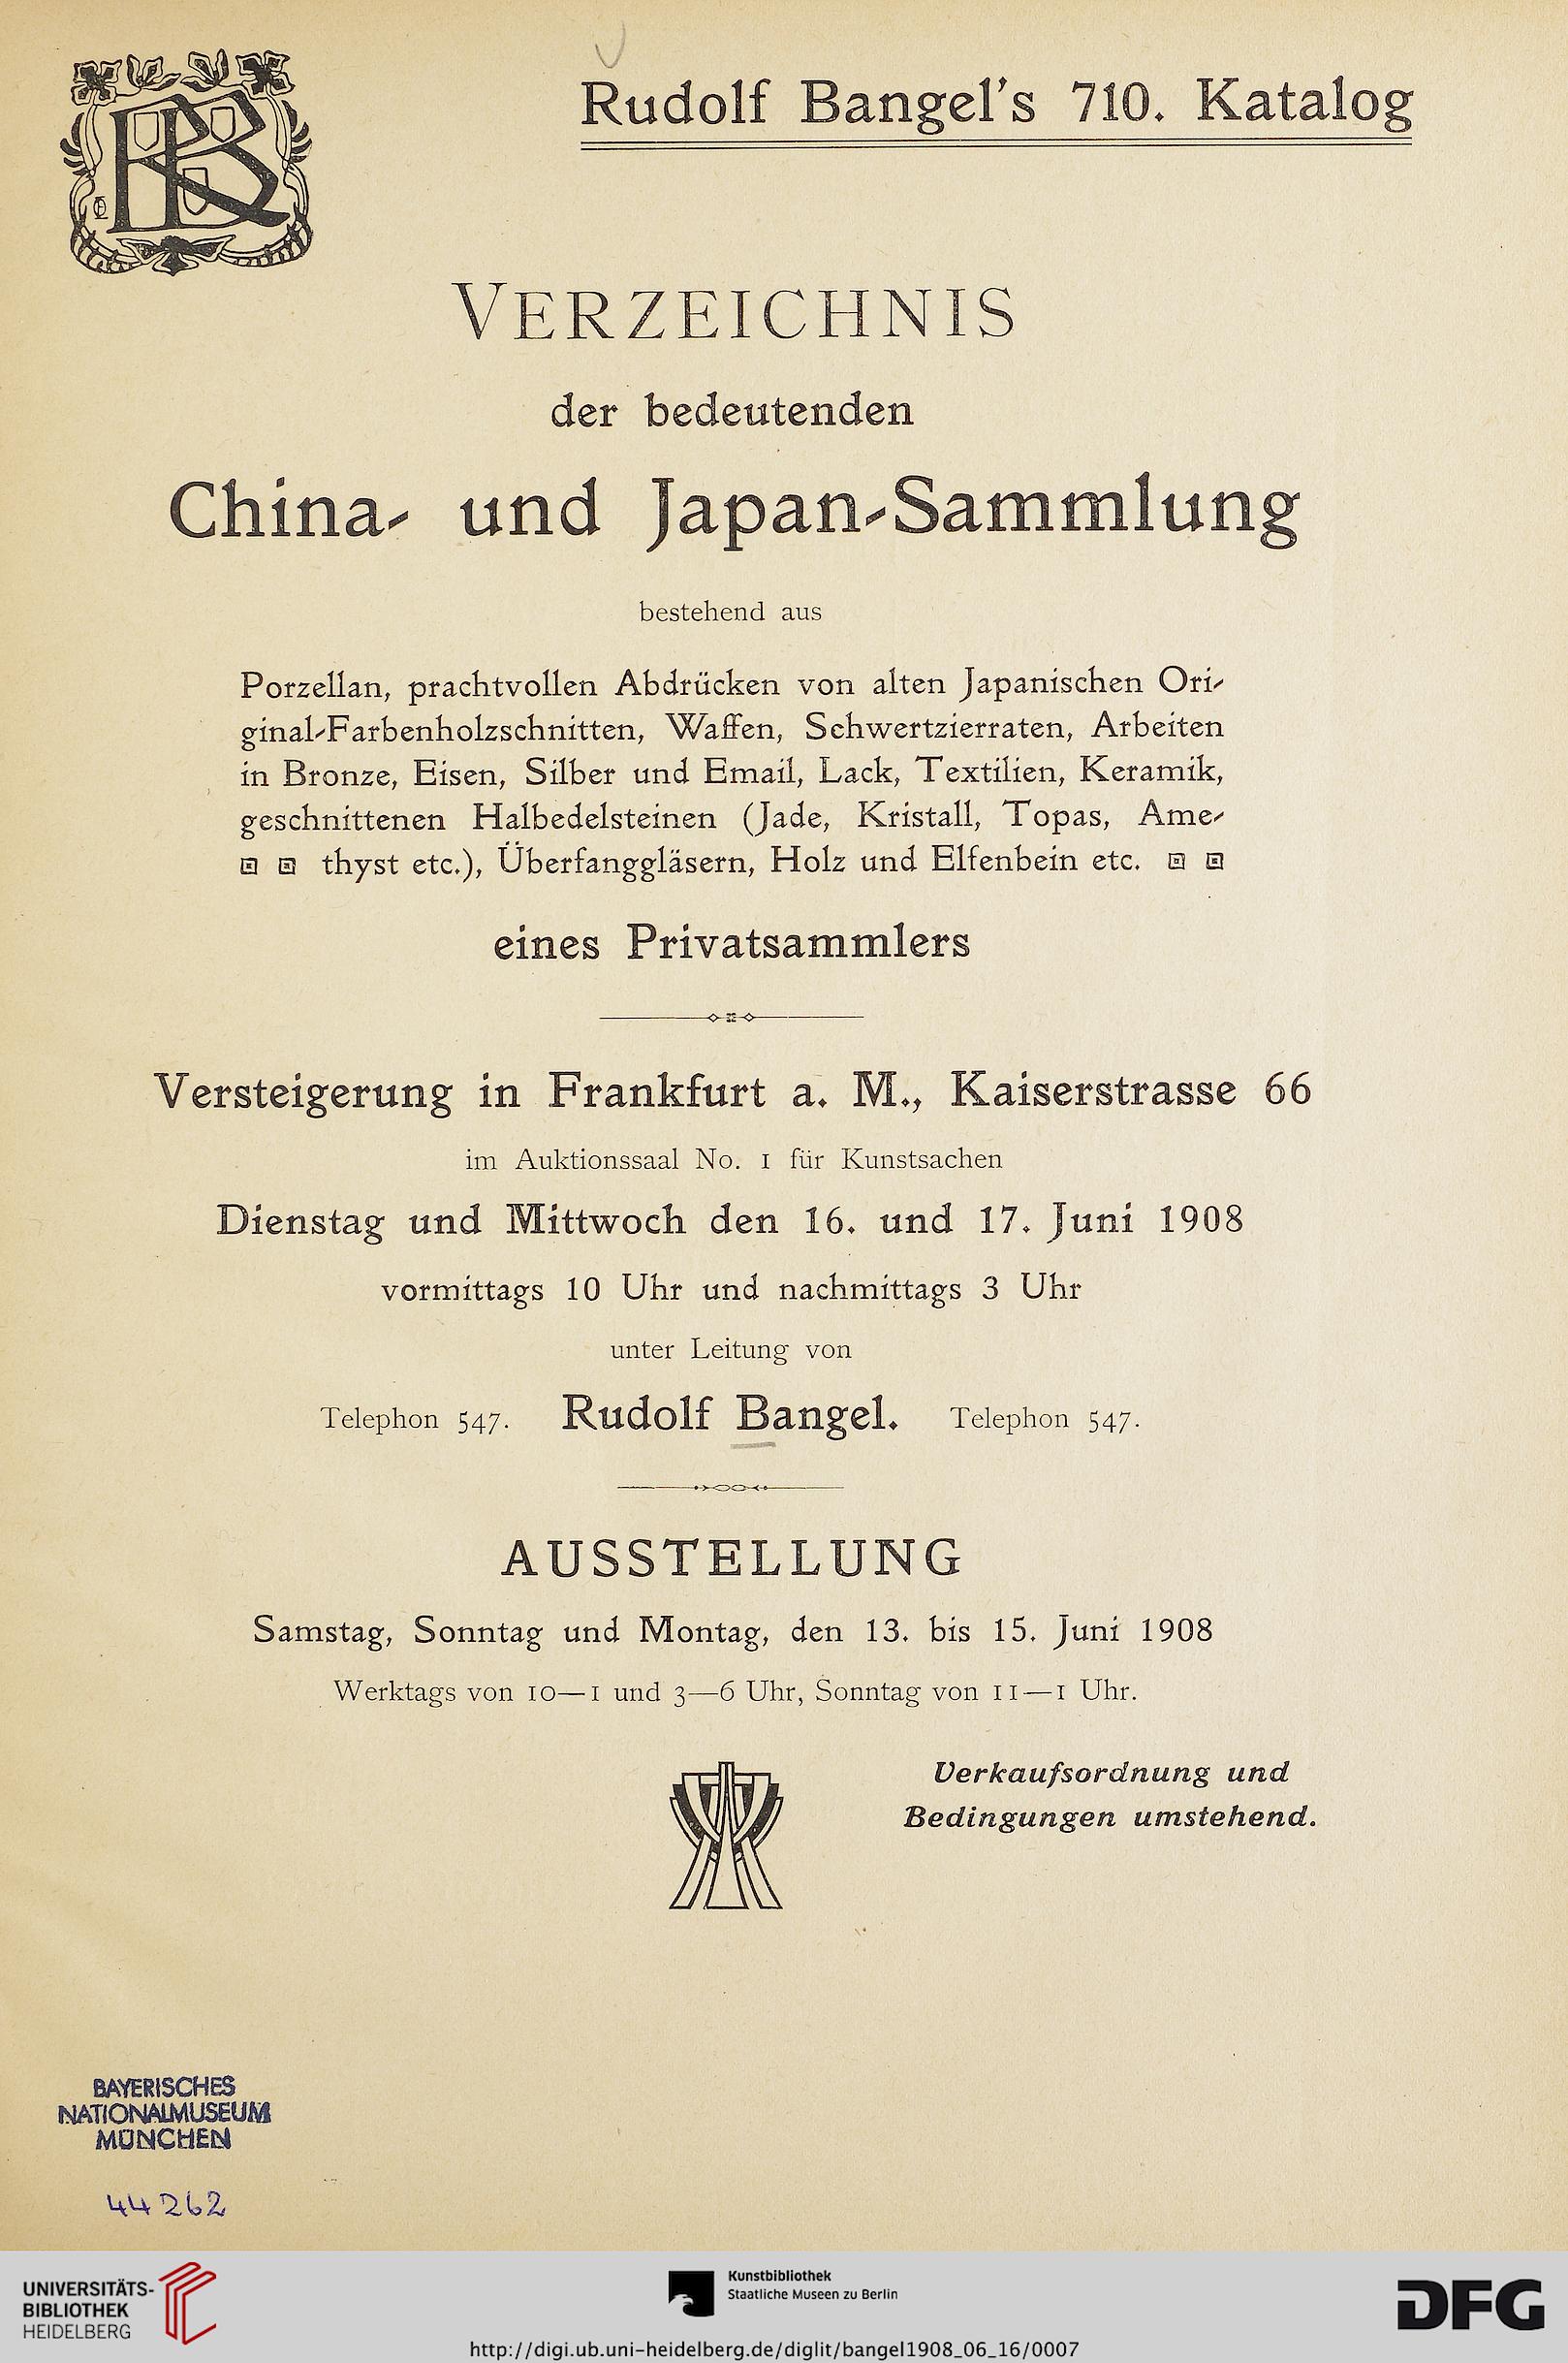 Rudolf Bangel's 710. Katalog
RB
VERZEICHNIS
der bedeutenden
China- und Japan-Sammlung
bestehend aus
Porzellan, prachtvollen Abdrücken von alten Japanischen Ori-
ginal-Farbenholzschnitten, Waffen, Schwertzierraten, Arbeiten
in Bronze, Eisen, Silber und Email, Lack, Textilien, Keramik,
geschnittenen Halbedelsteinen (Jade, Kristall, Topas, Ame-
thyst etc.), Überfanggläsern, Holz und Elfenbein etc.
eines Privatsammlers
Versteigerung in Frankfurt a. M., Kaiserstrasse 66
im Auktionssaal No. 1 für Kunstsachen
Dienstag und Mittwoch den 16. und 17. Juni 1908
vormittags 10 Uhr und nachmittags 3 Uhr
unter Leitung von
Telephon 547. Rudolf Bangel. Telephon 547.
AUSSTELLUNG
Samstag, Sonntag und Montag, den 13. bis 15. Juni 1908
Werktags von 10—1 und 3—6 Uhr, Sonntag von 11—1 Uhr.
Verkaufsordnung und
Bedingungen umstehend.
BAYERISCHES
NATIONALMUSEUM
MÜNCHEN
44262
UNIVERSITÄTS-
BIBLIOTHEK
HEIDELBERG
Kunstbibliothek
Staatliche Museen zu Berlin
DFG
http://digi.ub.uni-heidelberg.de/diglit/bangel1908_06_16/0007